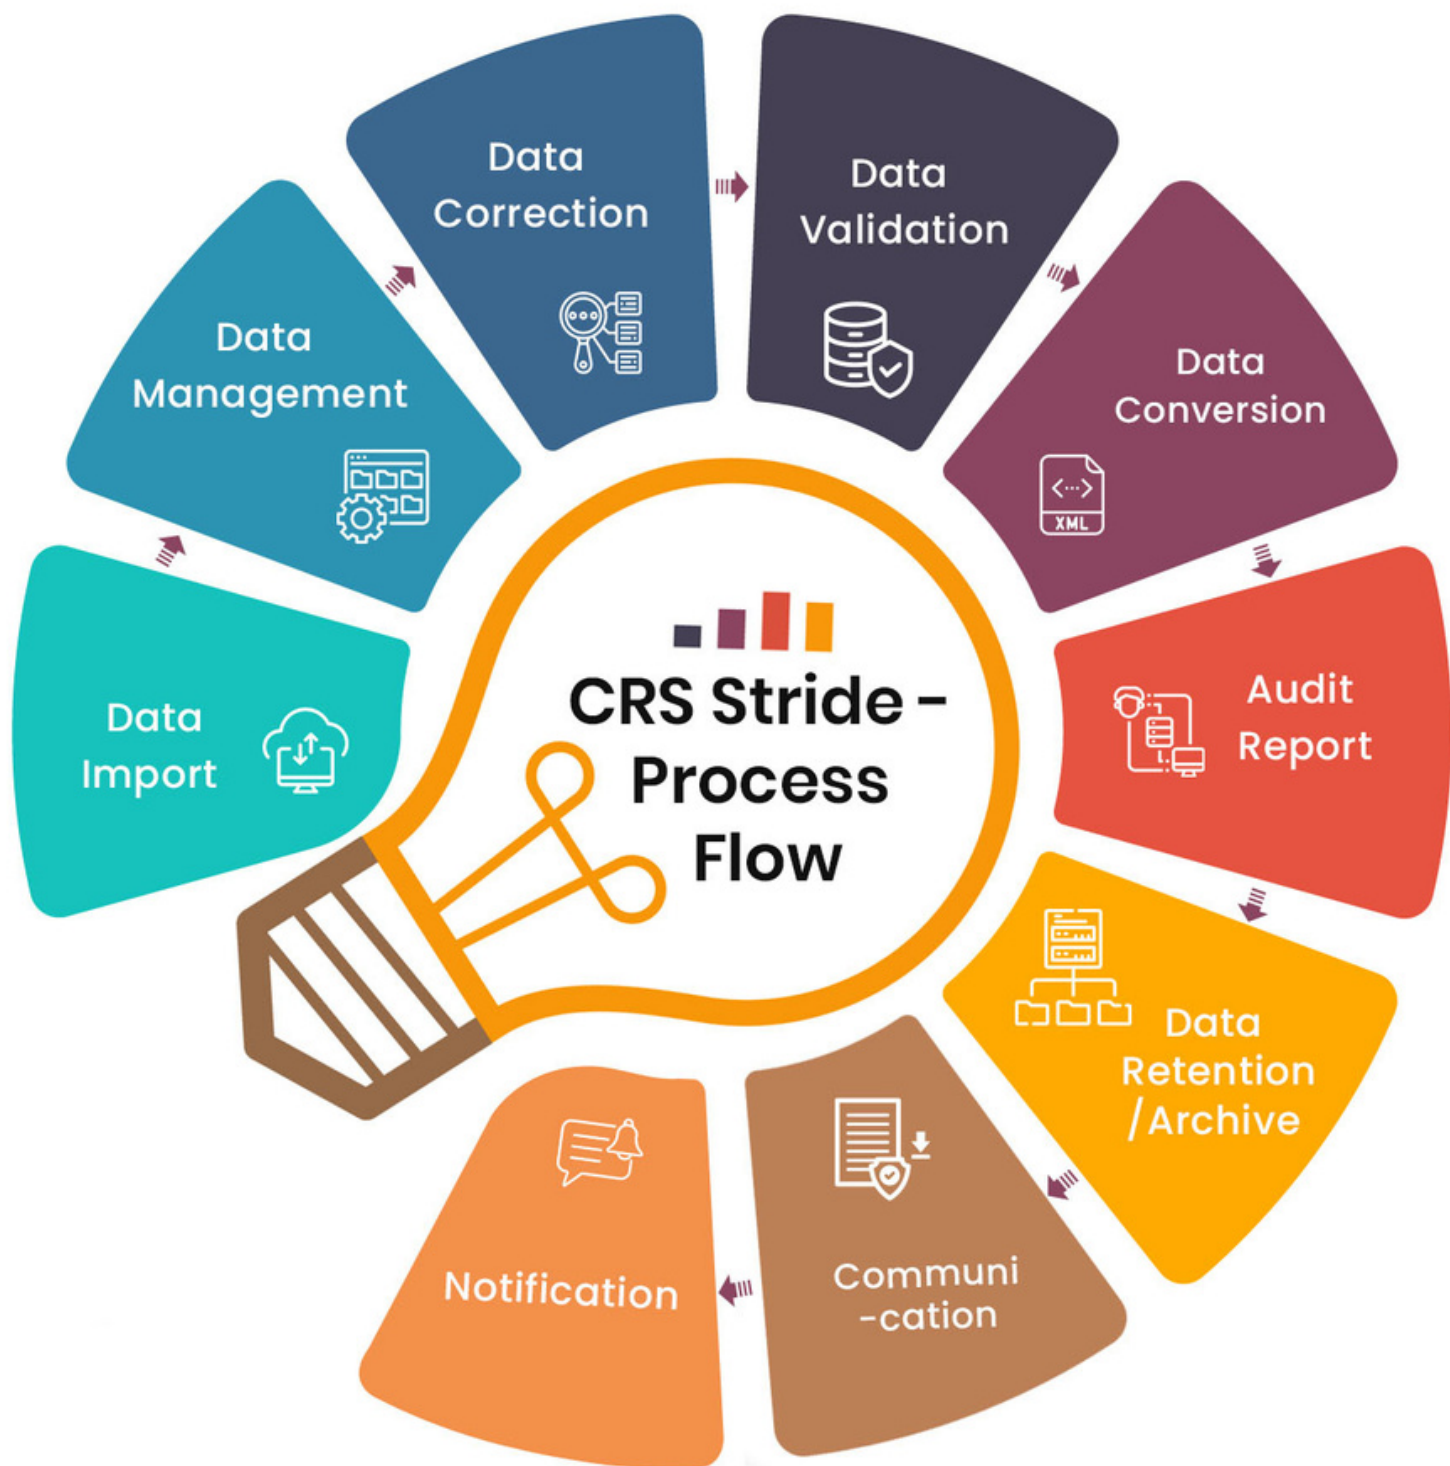 Data
Correction
Data
Validation
Data
Management
Data
Conversion
XML
Data
Import
CRS Stride -
Process
Flow
Audit
Report
Data
Retention
/Archive
Communi
-cation
Notification